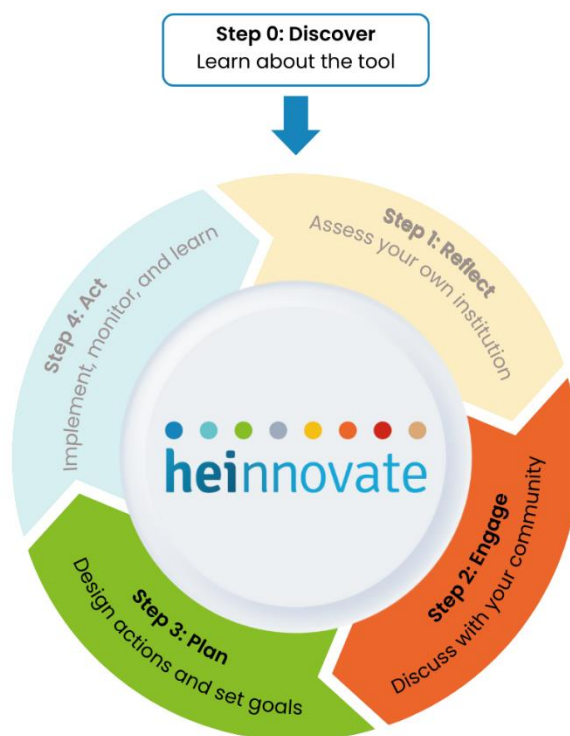 Step 0: Discover
Learn about the tool
Step 1: Reflect
Assess your own institution
Step 2: Engage
Discuss with your community
Step 3: Plan
Design actions and set goals
Step 4: Act
Implement, monitor, and learn
heinnovate